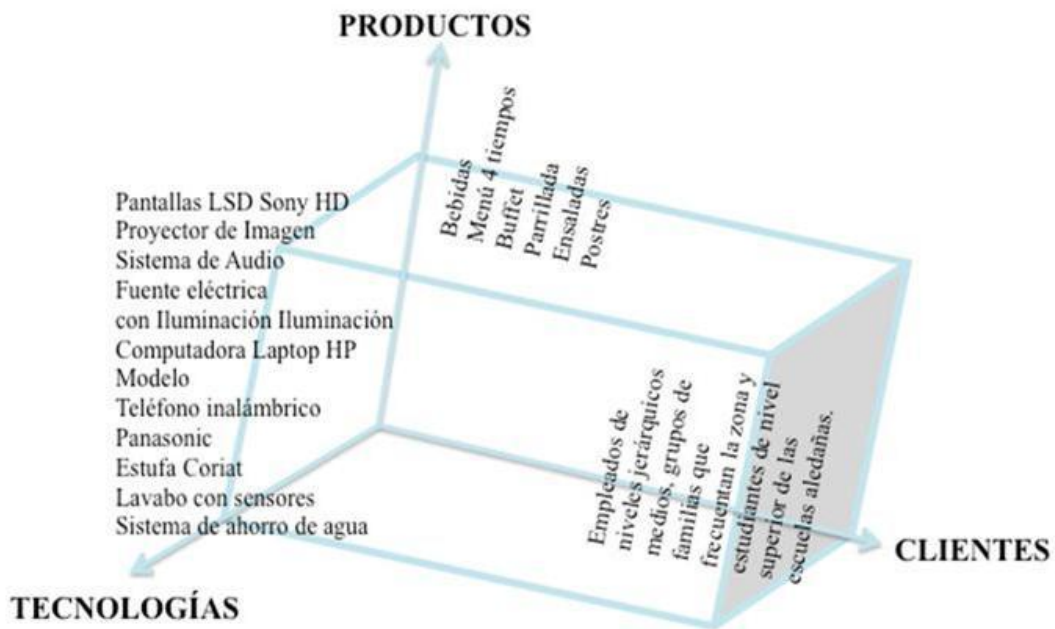 PRODUCTOS
Bebidas
Menú 4 tiempos
Buffet
Parrillada
Ensaladas
Postres
Pantallas LSD Sony HD
Proyector de Imagen
Sistema de Audio
Fuente eléctrica
con Iluminación Iluminación
Computadora Laptop HP
Modelo
Teléfono inalámbrico
Panasonic
Estufa Coriat
Lavabo con sensores
Sistema de ahorro de agua
Empleados de
niveles jerárquicos
medios, grupos de
familias que
frecuentan la zona y
estudiantes de nivel
superior de las
escuelas aledañas.
CLIENTES
TECNOLOGÍAS